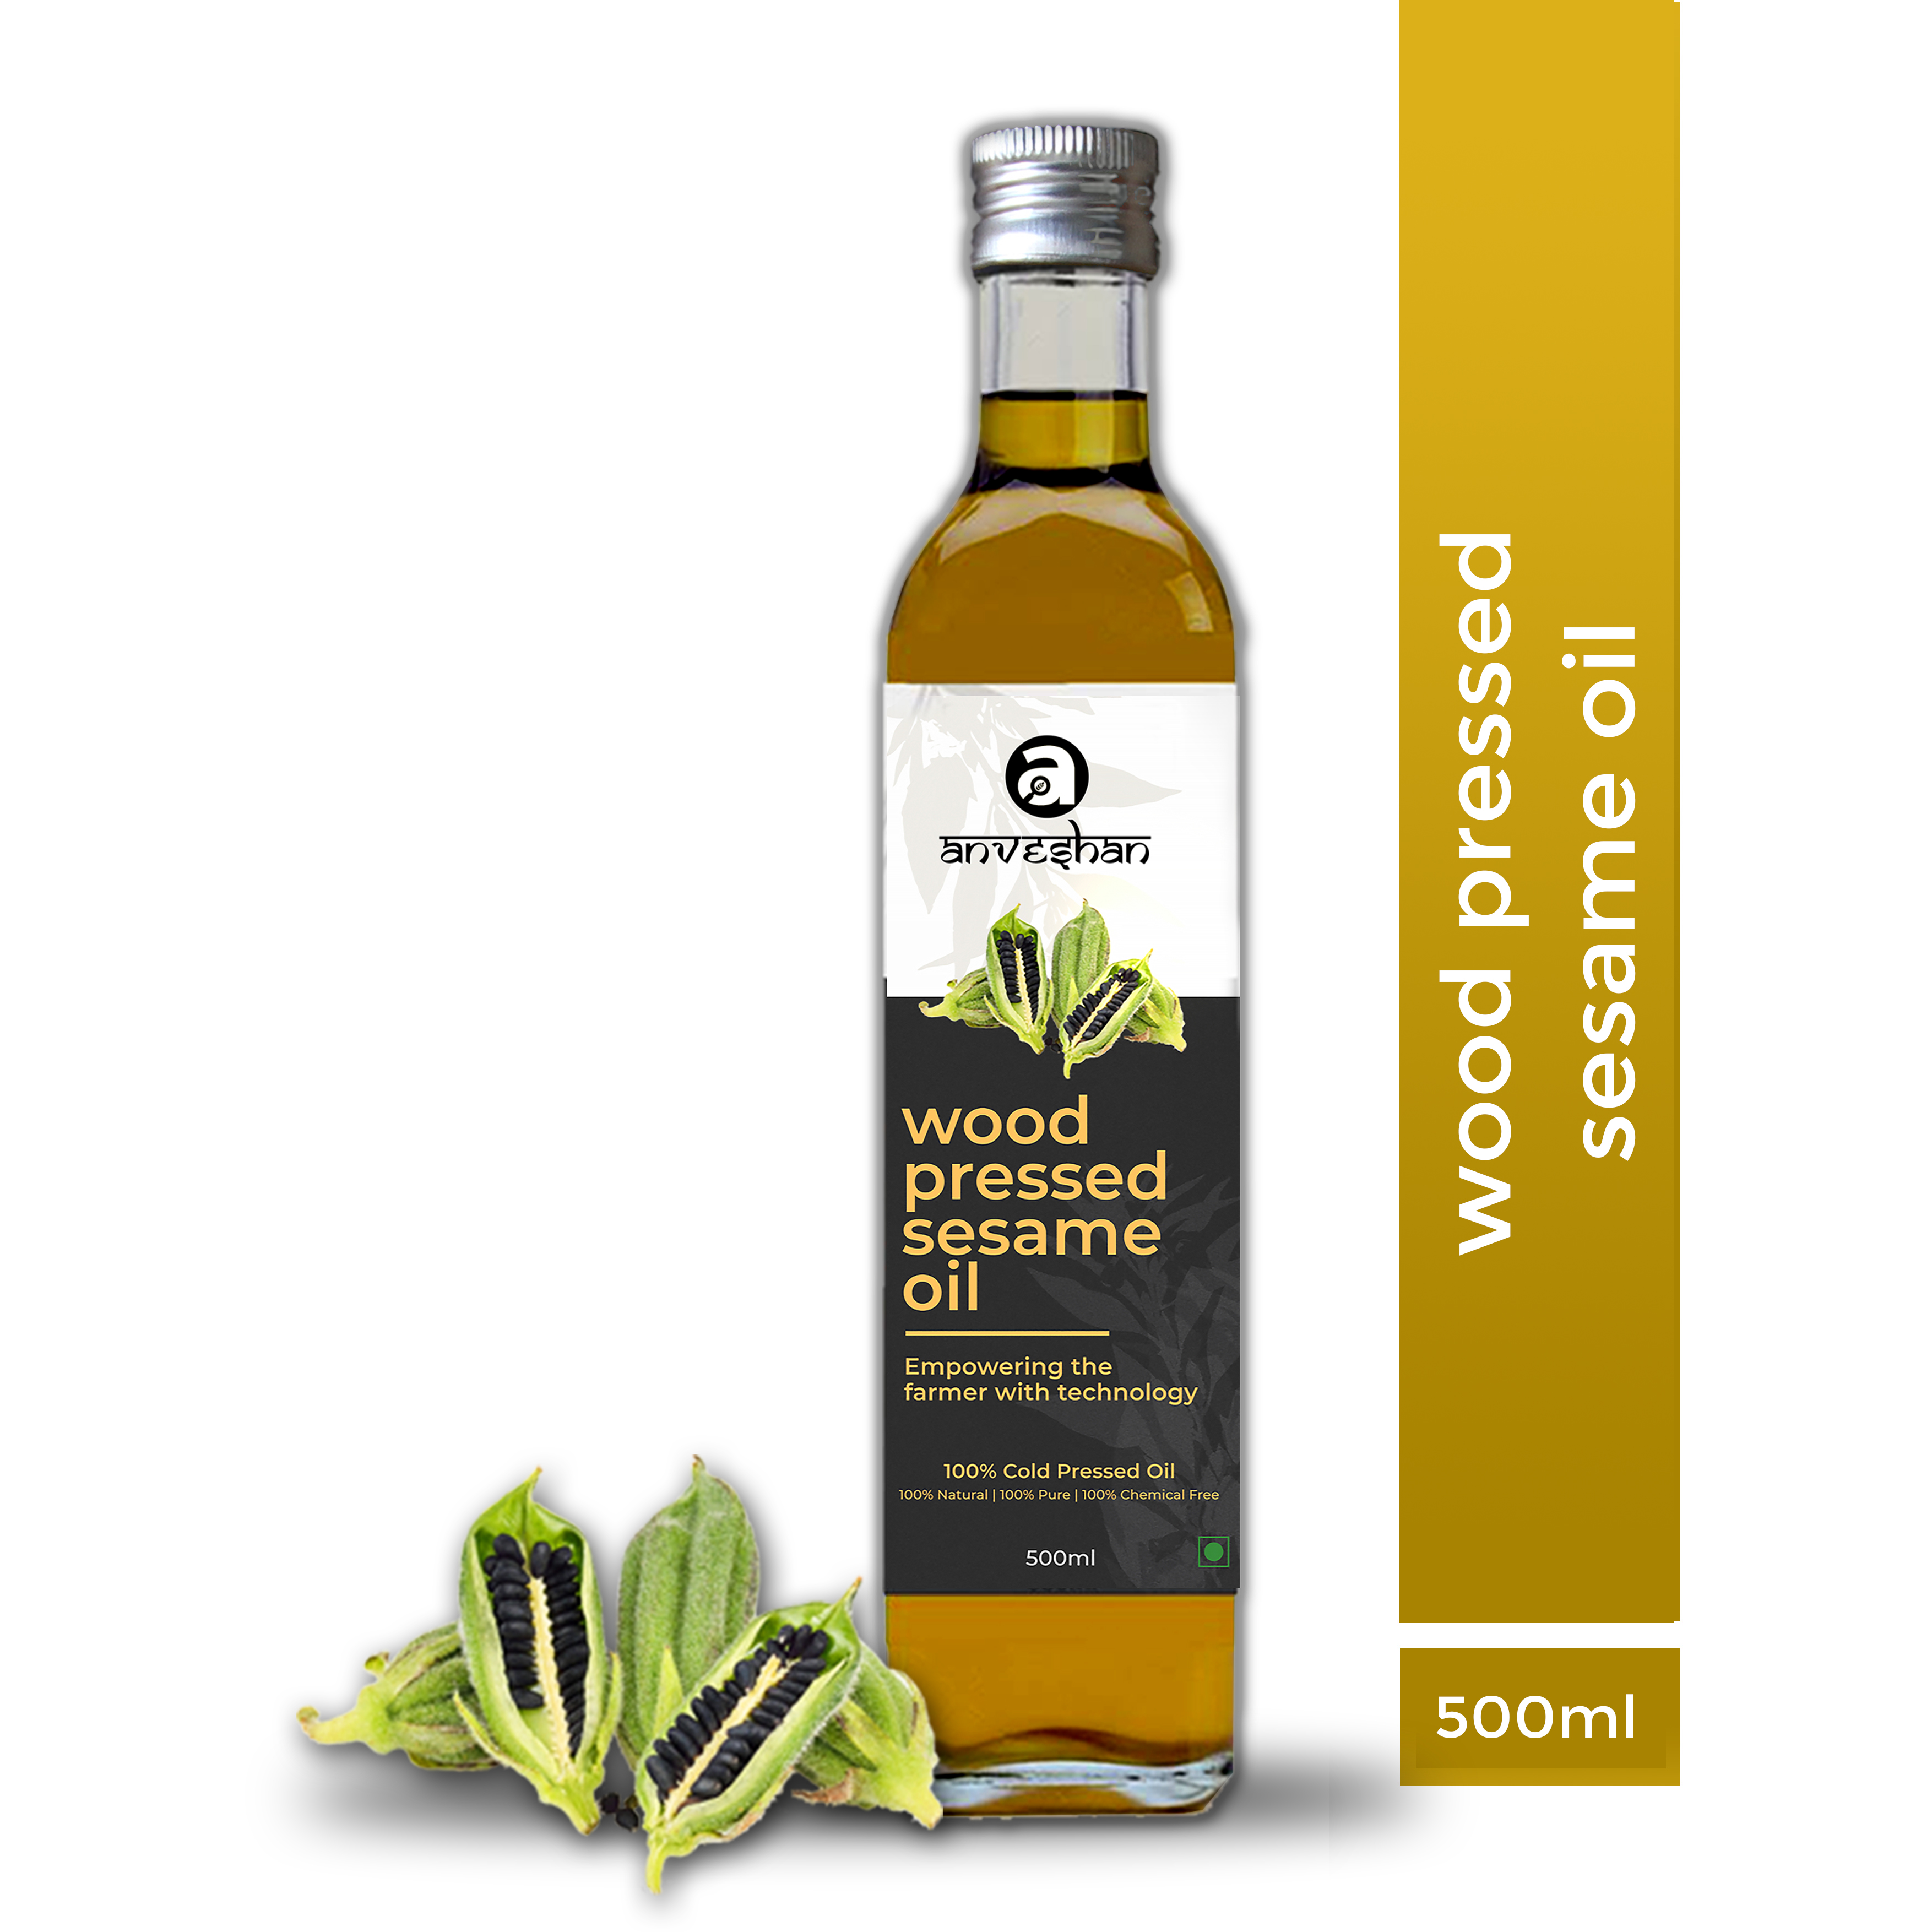 a
anveshan
wood
pressed
sesame
oil
Empowering the
farmer with technology
100% Cold Pressed Oil
100% Natural | 100% Pure | 100% Chemical Free
500ml
wood pressed
sesame oil
500ml